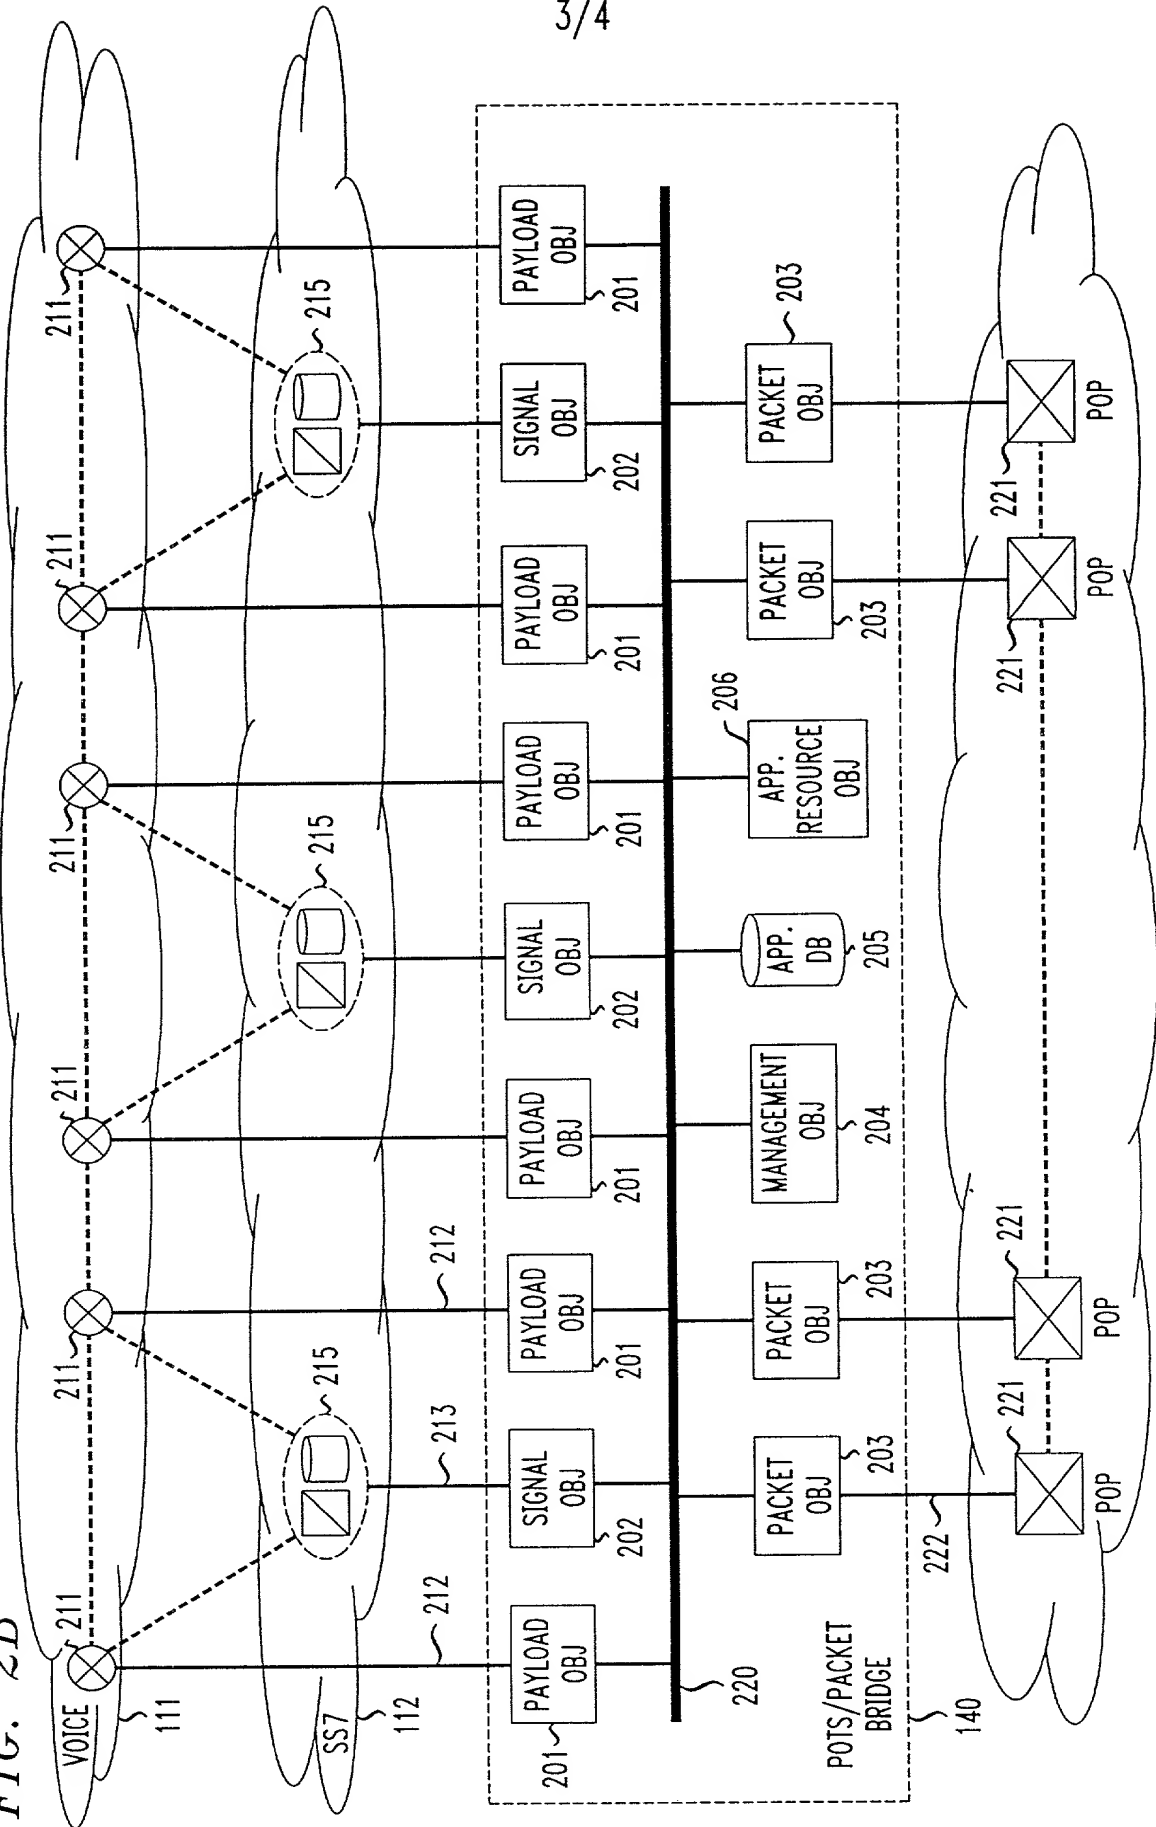 3/4
FIG. 2B
VOICE
111
211
211
211
211
211
211
SS7
112
215
215
215
212
213
212
PAYLOAD
OBJ
201
SIGNAL
OBJ
202
PAYLOAD
OBJ
201
PAYLOAD
OBJ
201
SIGNAL
OBJ
202
PAYLOAD
OBJ
201
PAYLOAD
OBJ
201
SIGNAL
OBJ
202
PAYLOAD
OBJ
201
220
PACKET
OBJ
203
PACKET
OBJ
203
MANAGEMENT
OBJ
204
APP.
DB
205
APP.
RESOURCE
OBJ
206
PACKET
OBJ
203
PACKET
OBJ
203
POTS/PACKET
BRIDGE
140
222
221
POP
221
POP
221
POP
221
POP